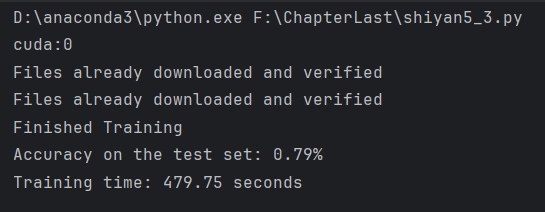 D:\anaconda3\python.exe F:\ChapterLast\shiyan5_3.py
cuda:0
Files already downloaded and verified
Files already downloaded and verified
Finished Training
Accuracy on the test set: 0.79%
Training time: 479.75 seconds